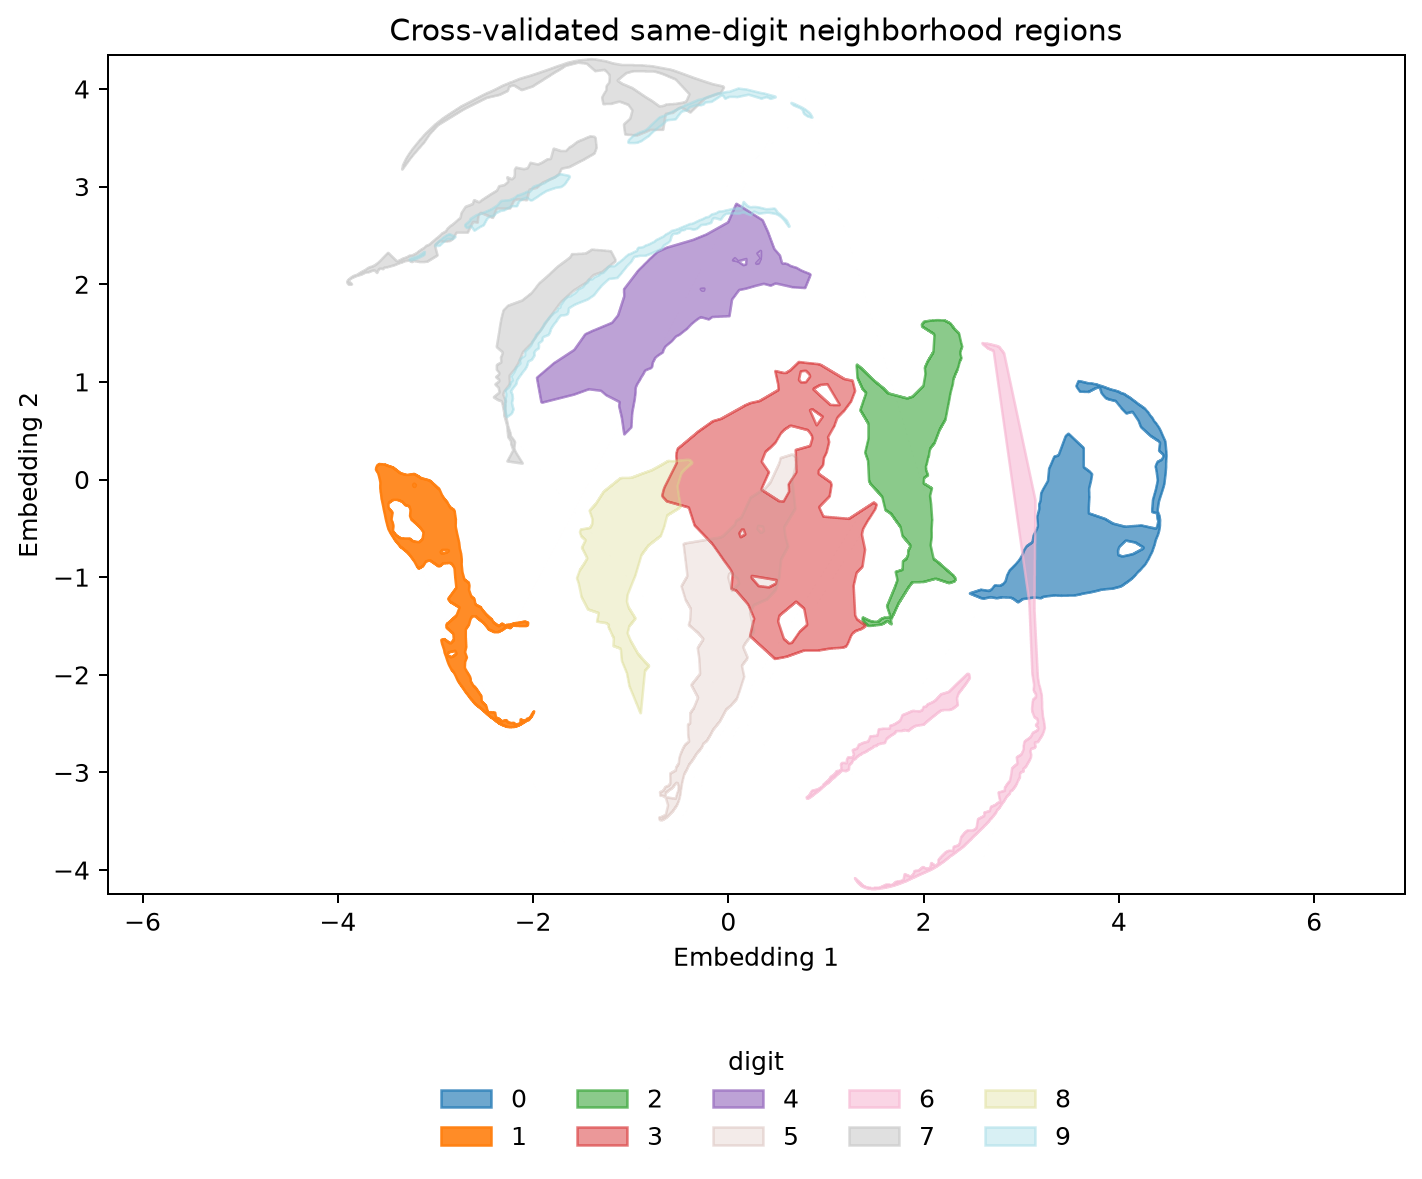 Cross-validated same-digit neighborhood regions
4
3
2
1
0
−1
−2
−3
−4
Embedding 2
−6 −4 −2 0 2 4 6
Embedding 1
digit
0 2 4 6 8
1 3 5 7 9